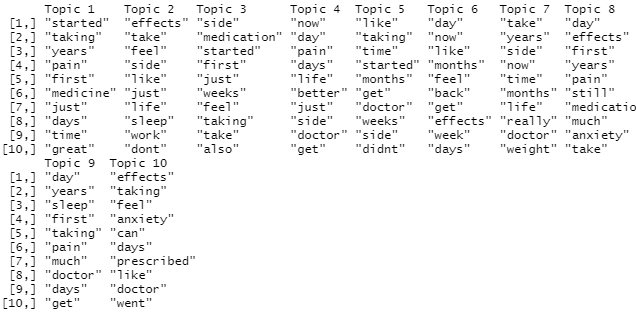 Topic 1 Topic 2 Topic 3 Topic 4 Topic 5 Topic 6 Topic 7 Topic 8
[1,] "started" "effects" "side" "now" "like" "day" "take" "day"
[2,] "taking" "take" "medication" "day" "taking" "now" "years" "effects"
[3,] "years" "feel" "started" "pain" "time" "like" "side" "first"
[4,] "pain" "side" "first" "days" "started" "months" "now" "years"
[5,] "first" "like" "just" "life" "months" "feel" "time" "pain"
[6,] "medicine" "just" "weeks" "better" "get" "back" "months" "still"
[7,] "just" "life" "feel" "just" "doctor" "get" "life" "medicatio
[8,] "days" "sleep" "taking" "side" "weeks" "effects" "really" "much"
[9,] "time" "work" "take" "doctor" "side" "week" "doctor" "anxiety"
[10,] "great" "dont" "also" "get" "didnt" "days" "weight" "take"
Topic 9 Topic 10
[1,] "day" "effects"
[2,] "years" "taking"
[3,] "sleep" "feel"
[4,] "first" "anxiety"
[5,] "taking" "can"
[6,] "pain" "days"
[7,] "much" "prescribed"
[8,] "doctor" "like"
[9,] "days" "doctor"
[10,] "get" "went"